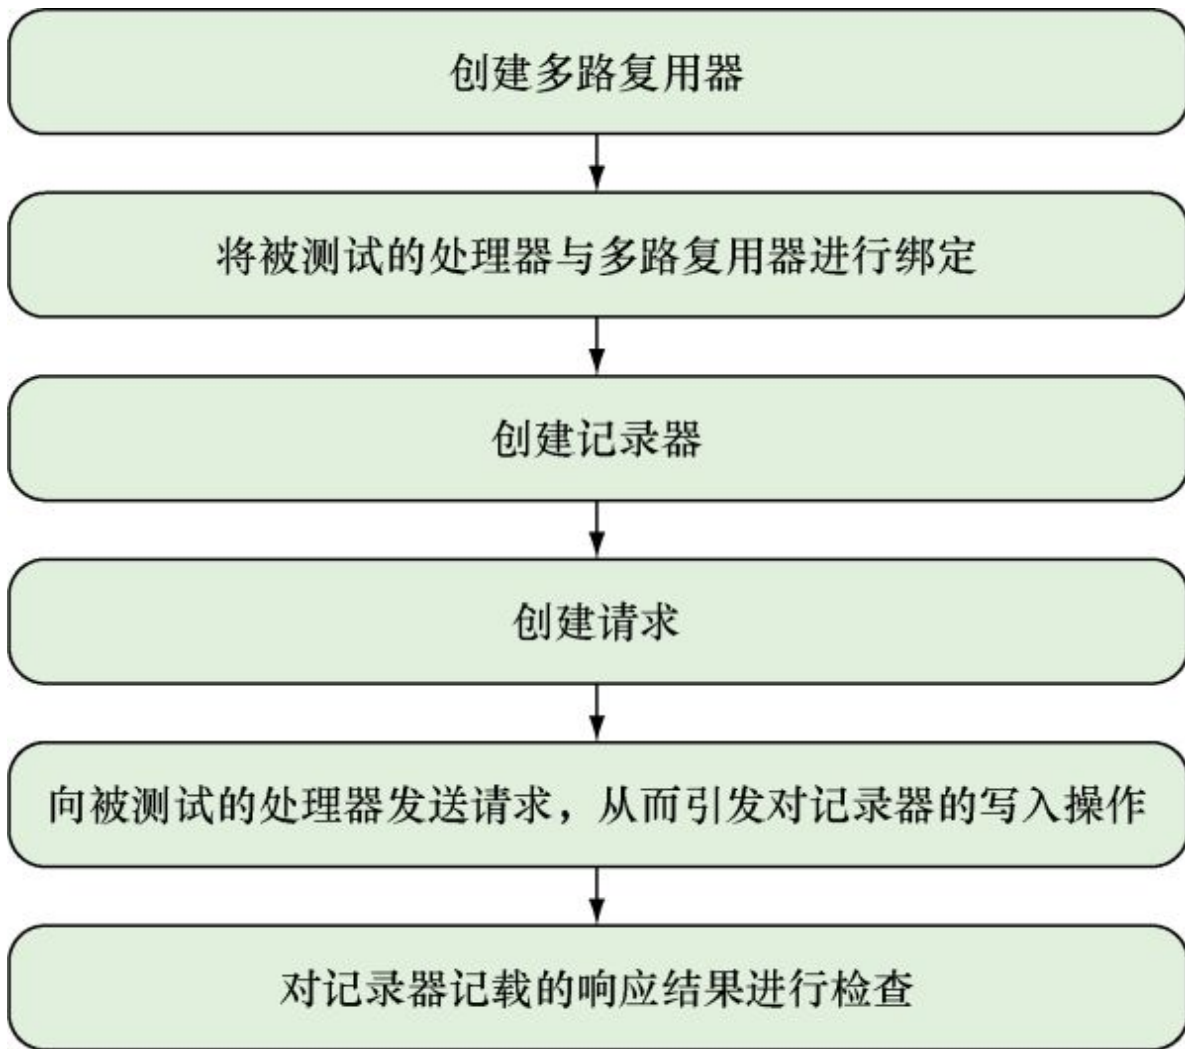 创建多路复用器
将被测试的处理器与多路复用器进行绑定
创建记录器
创建请求
向被测试的处理器发送请求，从而引发对记录器的写入操作
对记录器记载的响应结果进行检查